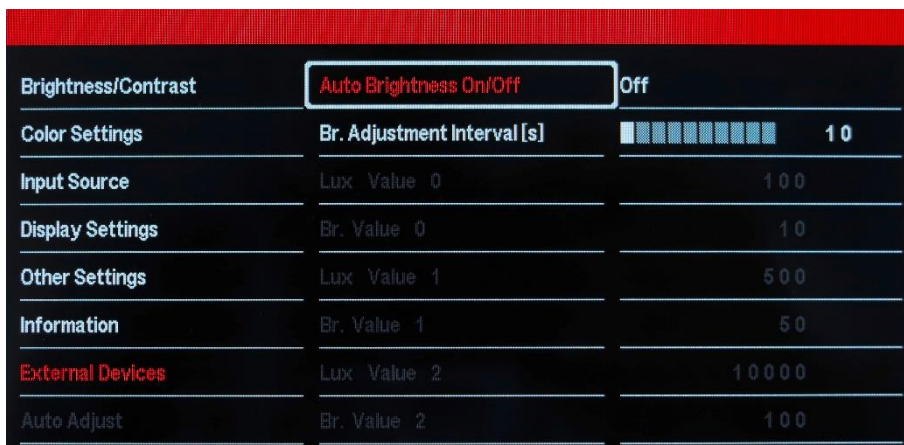 Brightness/Contrast Auto Brightness On/Off Off
Color Settings Br. Adjustment Interval [s] 10
Input Source Lux Value 0 100
Display Settings Br. Value 0 10
Other Settings Lux Value 1 500
Information Br. Value 1 50
External Devices Lux Value 2 10000
Auto Adjust Br. Value 2 100